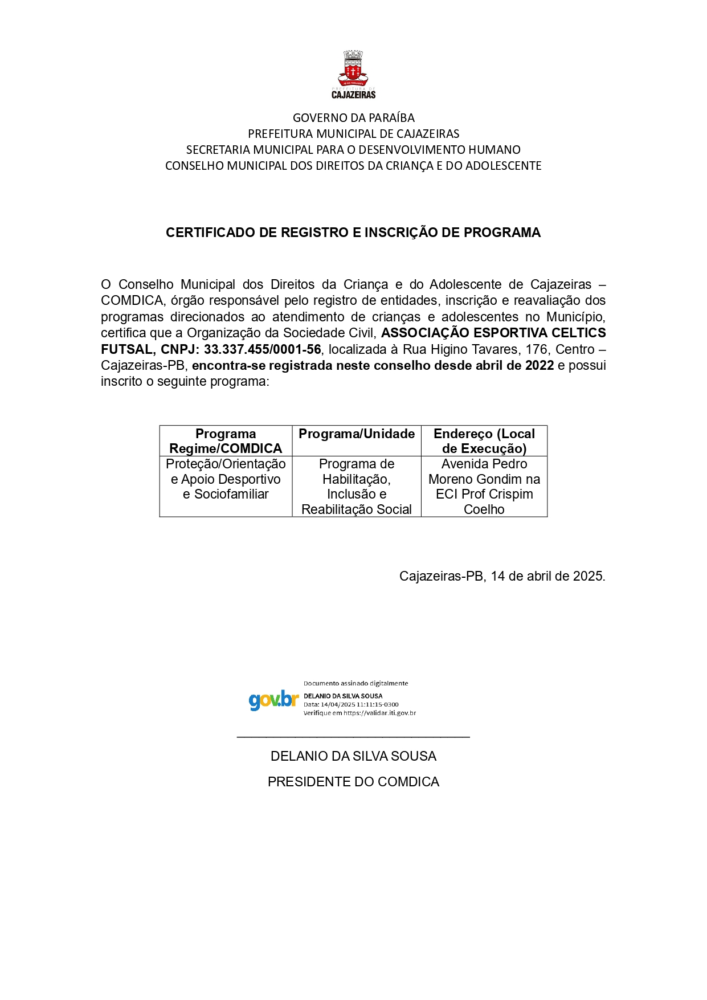 PREFEITURA DE
CAJAZEIRAS
GOVERNO DA PARAÍBA
PREFEITURA MUNICIPAL DE CAJAZEIRAS
SECRETARIA MUNICIPAL PARA O DESENVOLVIMENTO HUMANO
CONSELHO MUNICIPAL DOS DIREITOS DA CRIANÇA E DO ADOLESCENTE
CERTIFICADO DE REGISTRO E INSCRIÇÃO DE PROGRAMA
O Conselho Municipal dos Direitos da Criança e do Adolescente de Cajazeiras –
COMDICA, órgão responsável pelo registro de entidades, inscrição e reavaliação dos
programas direcionados ao atendimento de crianças e adolescentes no Município,
certifica que a Organização da Sociedade Civil, ASSOCIAÇÃO ESPORTIVA CELTICS
FUTSAL, CNPJ: 33.337.455/0001-56, localizada à Rua Higino Tavares, 176, Centro –
Cajazeiras-PB, encontra-se registrada neste conselho desde abril de 2022 e possui
inscrito o seguinte programa:
Programa
Regime/COMDICA
Programa/Unidade
Endereço (Local
de Execução)
Proteção/Orientação
e Apoio Desportivo
e Sociofamiliar
Programa de
Habilitação,
Inclusão e
Reabilitação Social
Avenida Pedro
Moreno Gondim na
ECI Prof Crispim
Coelho
Cajazeiras-PB, 14 de abril de 2025.
gov.br
Documento assinado digitalmente
DELANIO DA SILVA SOUSA
Data: 14/04/2025 11:11:15-0300
Verifique em https://validar.iti.gov.br
DELANIO DA SILVA SOUSA
PRESIDENTE DO COMDICA